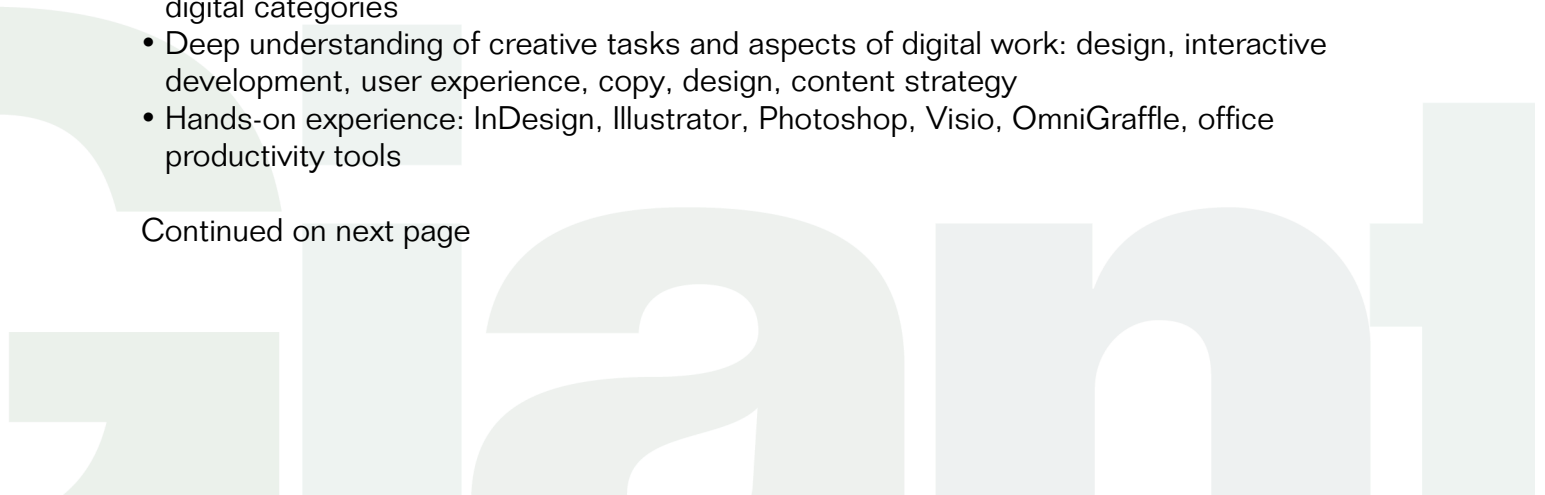 digital categories
• Deep understanding of creative tasks and aspects of digital work: design, interactive
development, user experience, copy, design, content strategy
• Hands-on experience: InDesign, Illustrator, Photoshop, Visio, OmniGraffle, office
productivity tools
Continued on next page
Giant